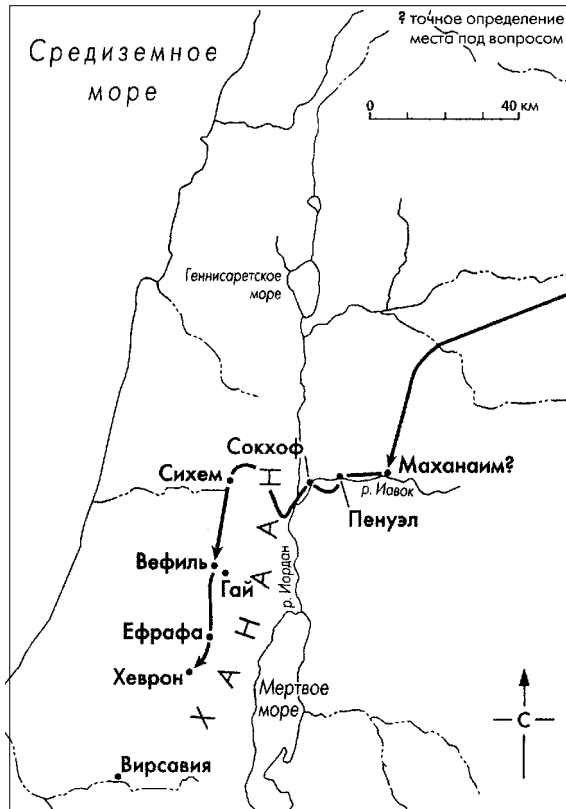 ? точное определение
места под вопросом
Средиземное
море
0 40 км
Геннисаретское
море
Сокхоф
Сихем
Маханаим?
р. Иавок
Пенуэл
Вефиль
Гай
р. Иордан
Ефрафа
Хеврон
ХАНААН
Мертвое
море
С
Вирсавия